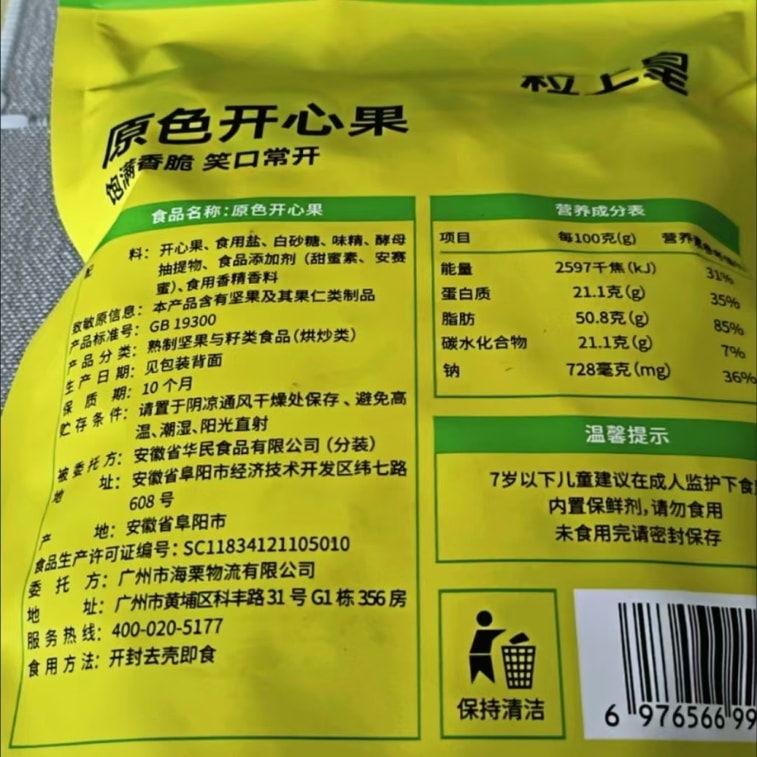 粒上皇
原色开心果
饱满香脆 笑口常开
食品名称:原色开心果
配料:开心果、食用盐、白砂糖、味精、酵母
抽提物、食品添加剂(甜蜜素、安赛
蜜)、食用香精香料
致敏原信息:本产品含有坚果及其果仁类制品
产品标准号:GB 19300
产品分类:熟制坚果与籽类食品(烘炒类)
生产日期:见包装背面
保质期:10个月
贮存条件:请置于阴凉通风干燥处保存、避免高
温、潮湿、阳光直射
被委托方:安徽省华民食品有限公司(分装)
地址:安徽省阜阳市经济技术开发区纬七路
608号
产地:安徽省阜阳市
食品生产许可证编号:SC11834121105010
委托方:广州市海栗物流有限公司
地址:广州市黄埔区科丰路31号G1栋356房
服务热线:400-020-5177
食用方法:开封去壳即食
营养成分表
项目 每100克(g) 营养素
能量 2597千焦(kJ) 31%
蛋白质 21.1克(g) 35%
脂肪 50.8克(g) 85%
碳水化合物 21.1克(g) 7%
钠 728毫克(mg) 36%
温馨提示
7岁以下儿童建议在成人监护下食
内置保鲜剂,请勿食用
未食用完请密封保存
保持清洁
6 976566 99